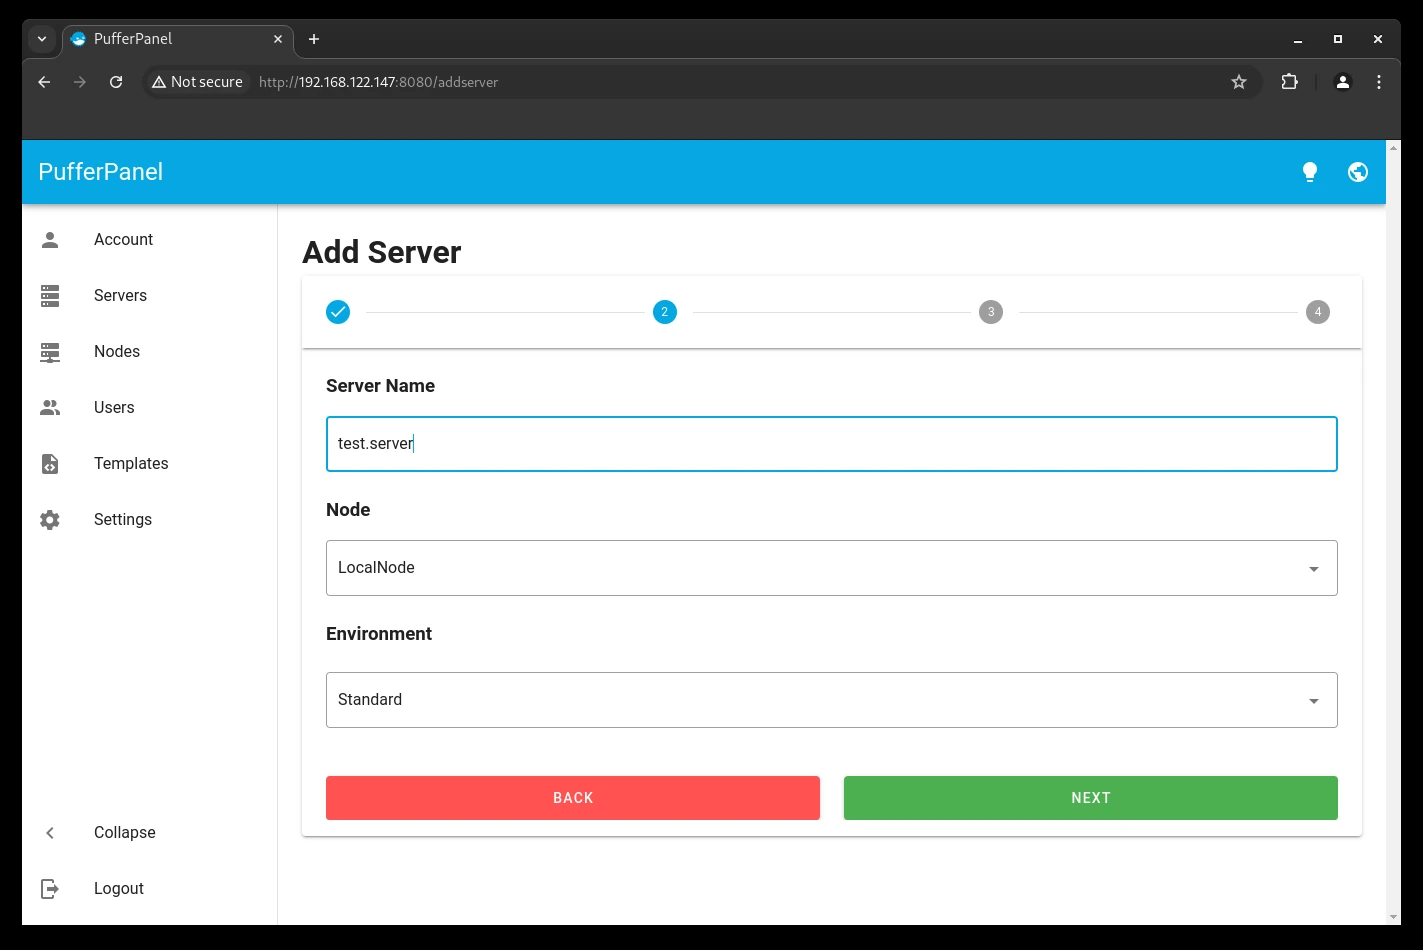 PufferPanel
Not secure http://192.168.122.147:8080/addserver
PufferPanel
Account
Servers
Nodes
Users
Templates
Settings
Collapse
Logout
Add Server
2 3 4
Server Name
test.server
Node
LocalNode
Environment
Standard
BACK NEXT